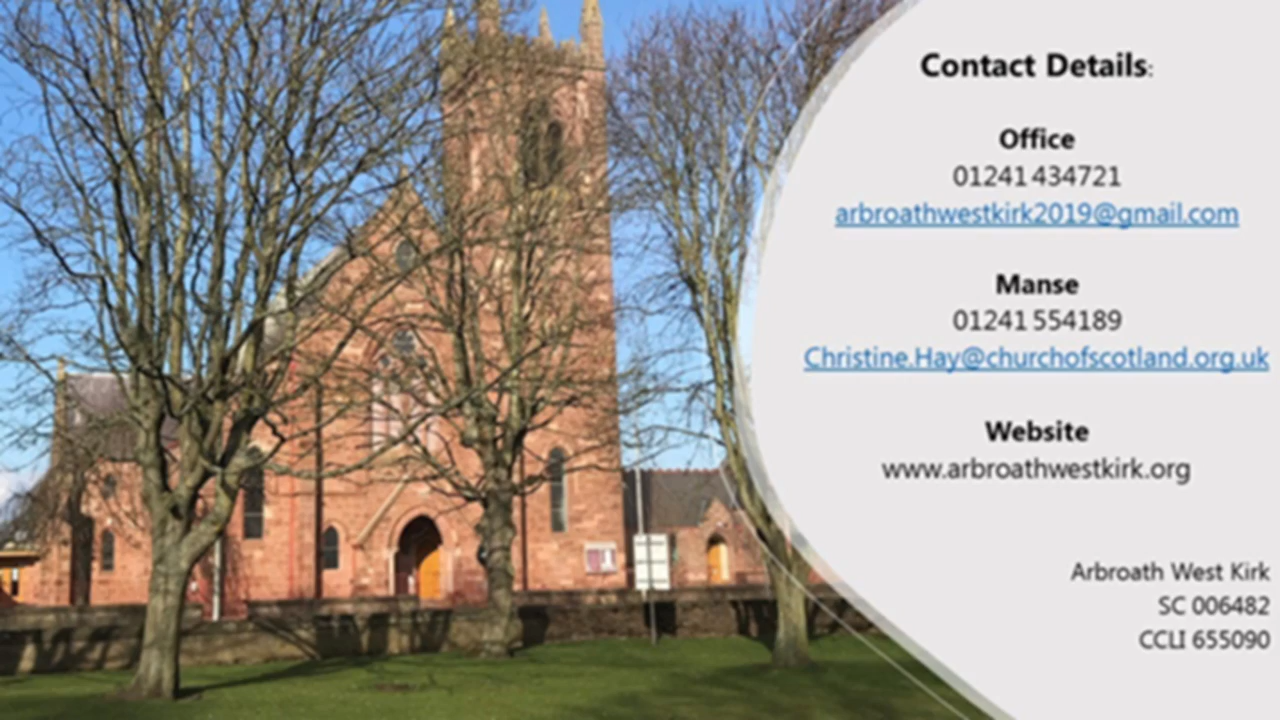 Contact Details:
Office
01241 434721
arbroathwestkirk2019@gmail.com
Manse
01241 554189
Christine.Hay@churchofscotland.org.uk
Website
www.arbroathwestkirk.org
Arbroath West Kirk
SC 006482
CCLI 655090